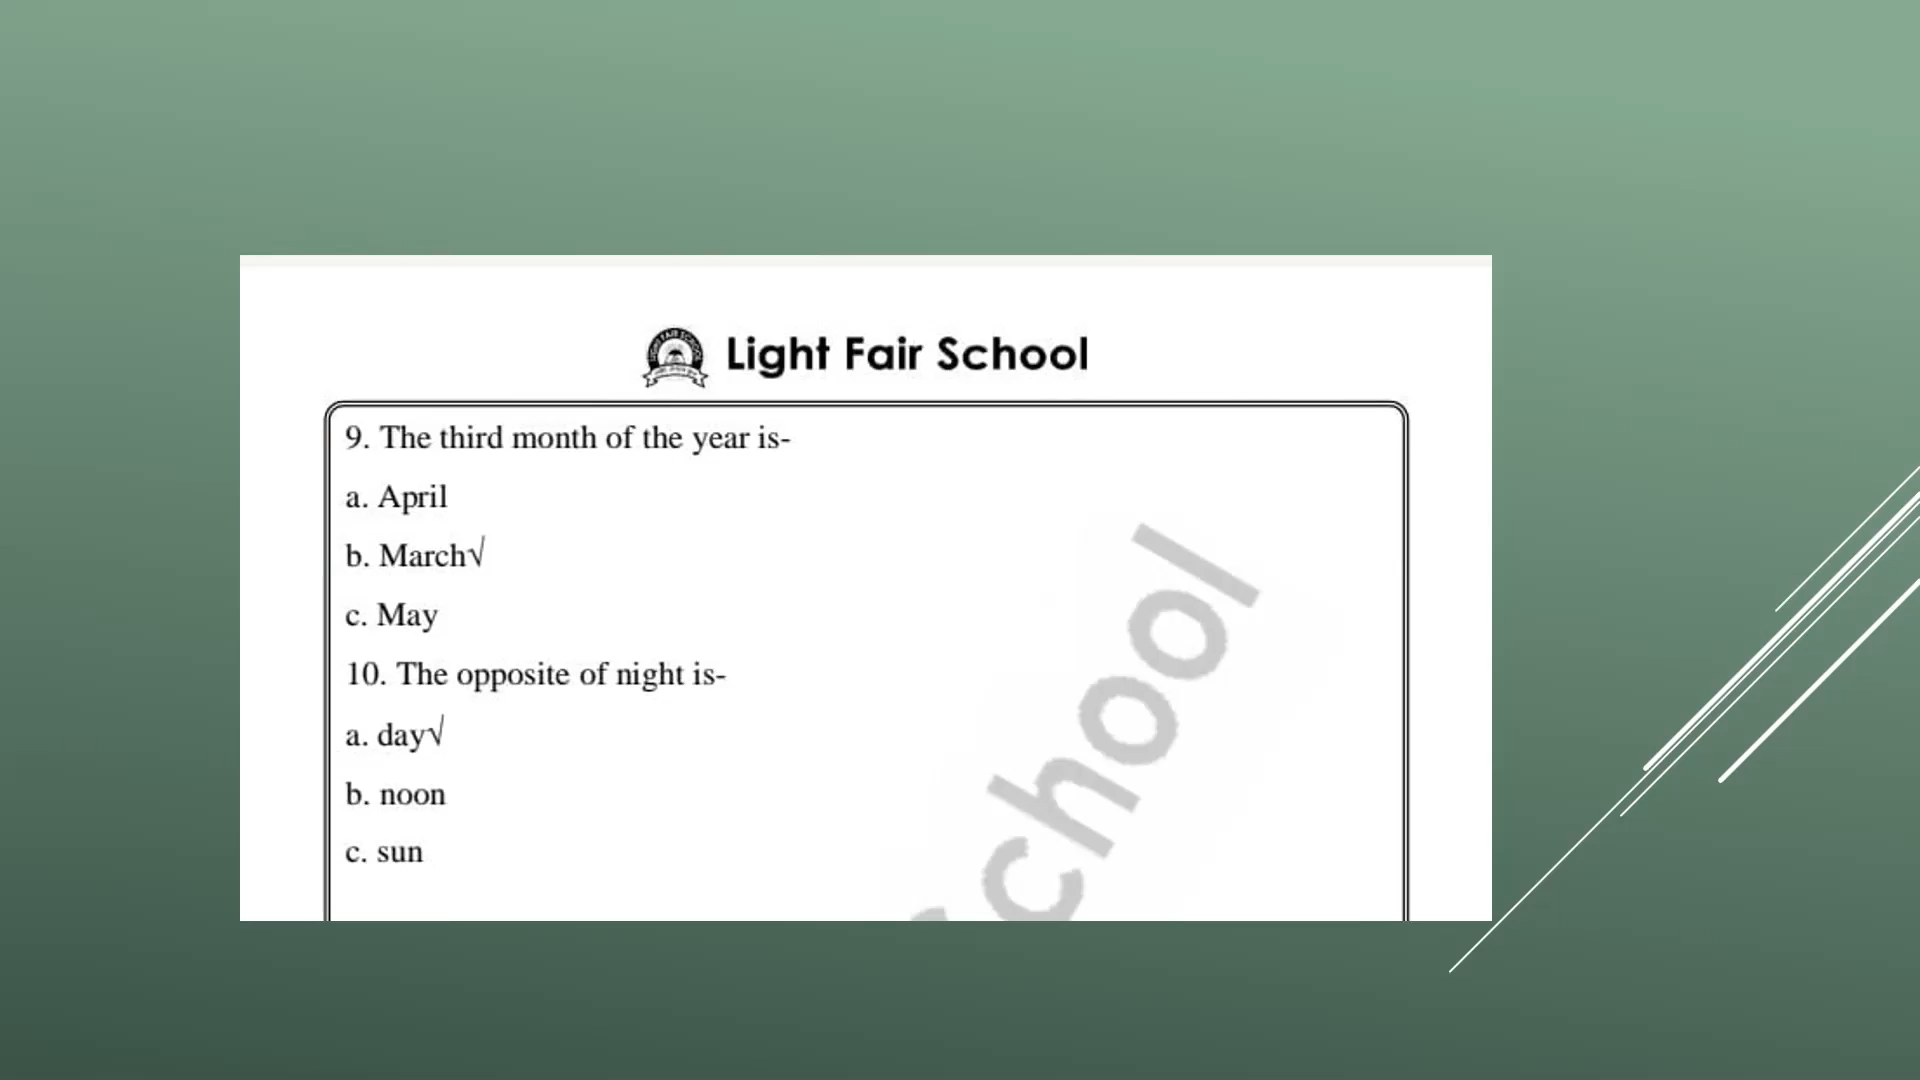 Light Fair School
9. The third month of the year is-
a. April
b. March√
c. May
10. The opposite of night is-
a. day√
b. noon
c. sun
chool